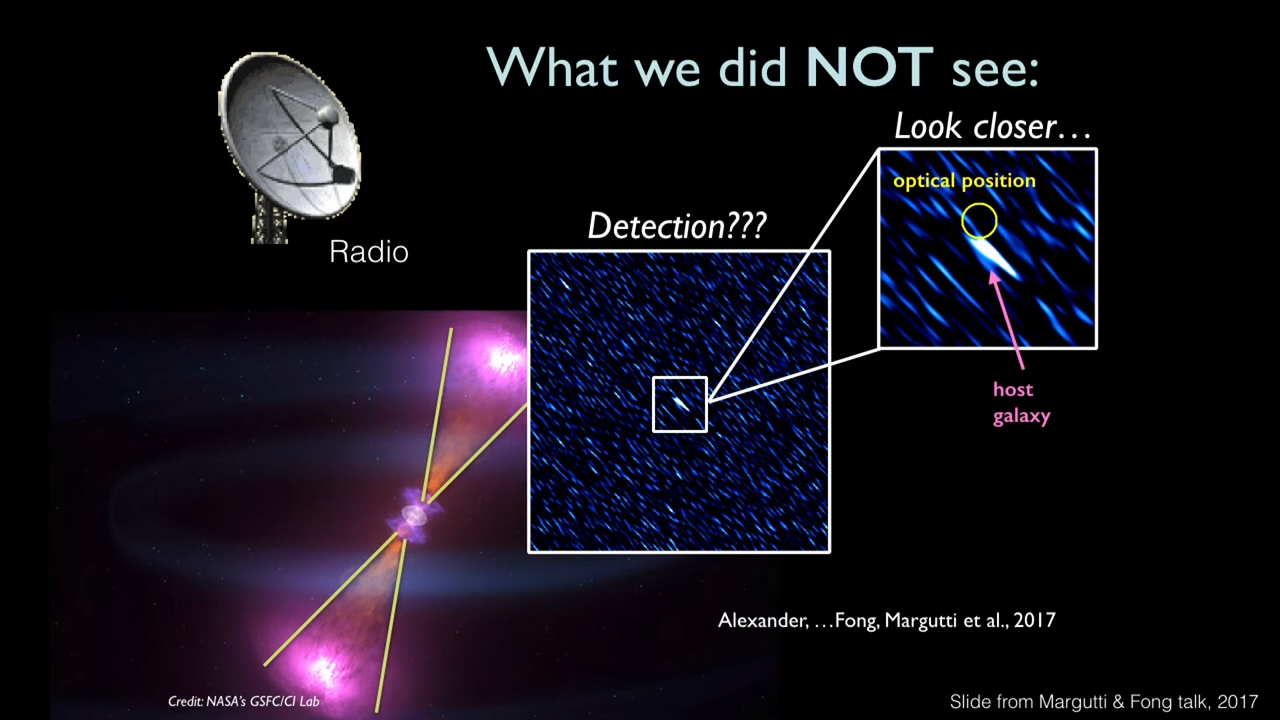 What we did NOT see:
Look closer…
optical position
Detection???
Radio
host
galaxy
Alexander, …Fong, Margutti et al., 2017
Credit: NASA's GSFC/CI Lab
Slide from Margutti & Fong talk, 2017